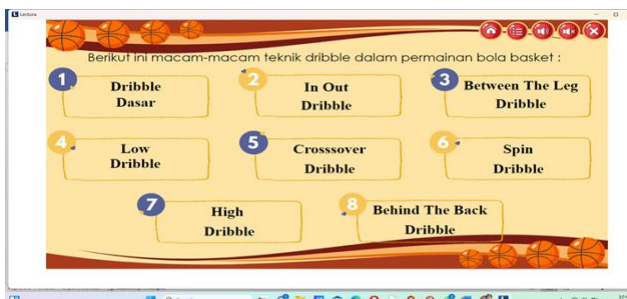 Lectora
Berikut ini macam-macam teknik dribble dalam permainan bola basket :
1
Dribble
Dasar
2
In Out
Dribble
3
Between The Leg
Dribble
4
Low
Dribble
5
Crosssover
Dribble
6
Spin
Dribble
7
High
Dribble
8
Behind The Back
Dribble